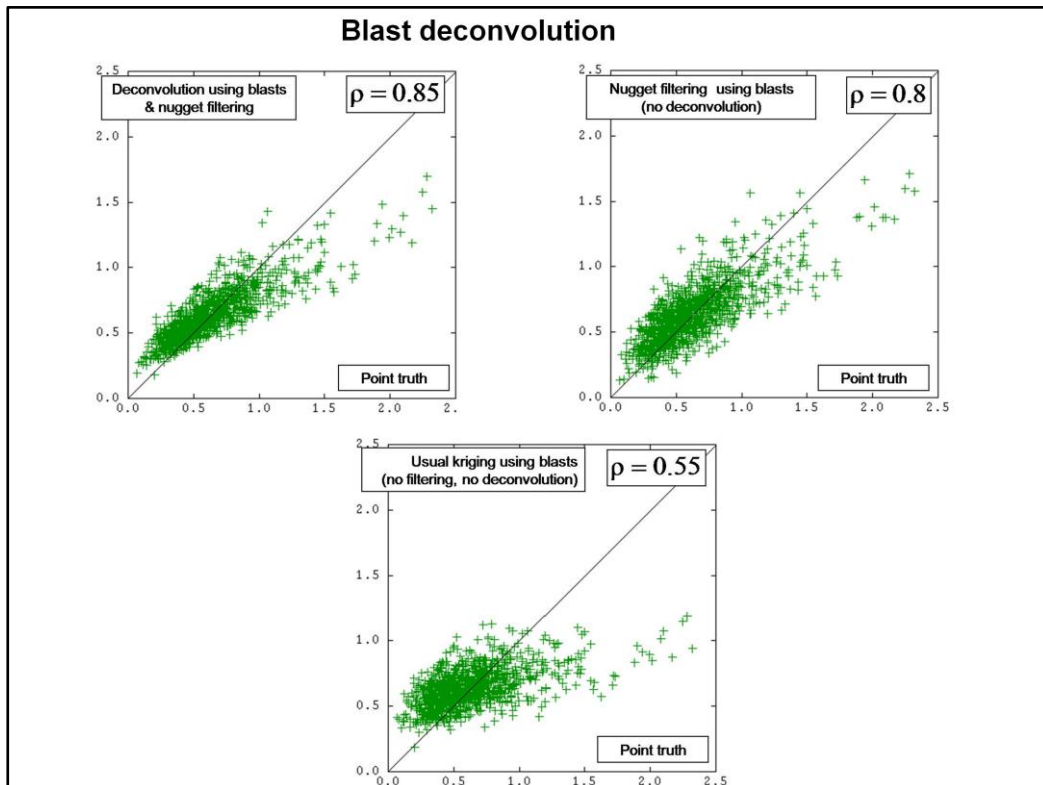 Blast deconvolution
Deconvolution using blasts
& nugget filtering
ρ = 0.85
2.5
2.0
1.5
1.0
0.5
0.0
Point truth
0.0 0.5 1.0 1.5 2.0 2.
Nugget filtering using blasts
(no deconvolution)
ρ = 0.8
2.5
2.0
1.5
1.0
0.5
0.0
Point truth
0.0 0.5 1.0 1.5 2.0 2.5
Usual kriging using blasts
(no filtering, no deconvolution)
ρ = 0.55
2.5
2.0
1.5
1.0
0.5
0.0
Point truth
0.0 0.5 1.0 1.5 2.0 2.5